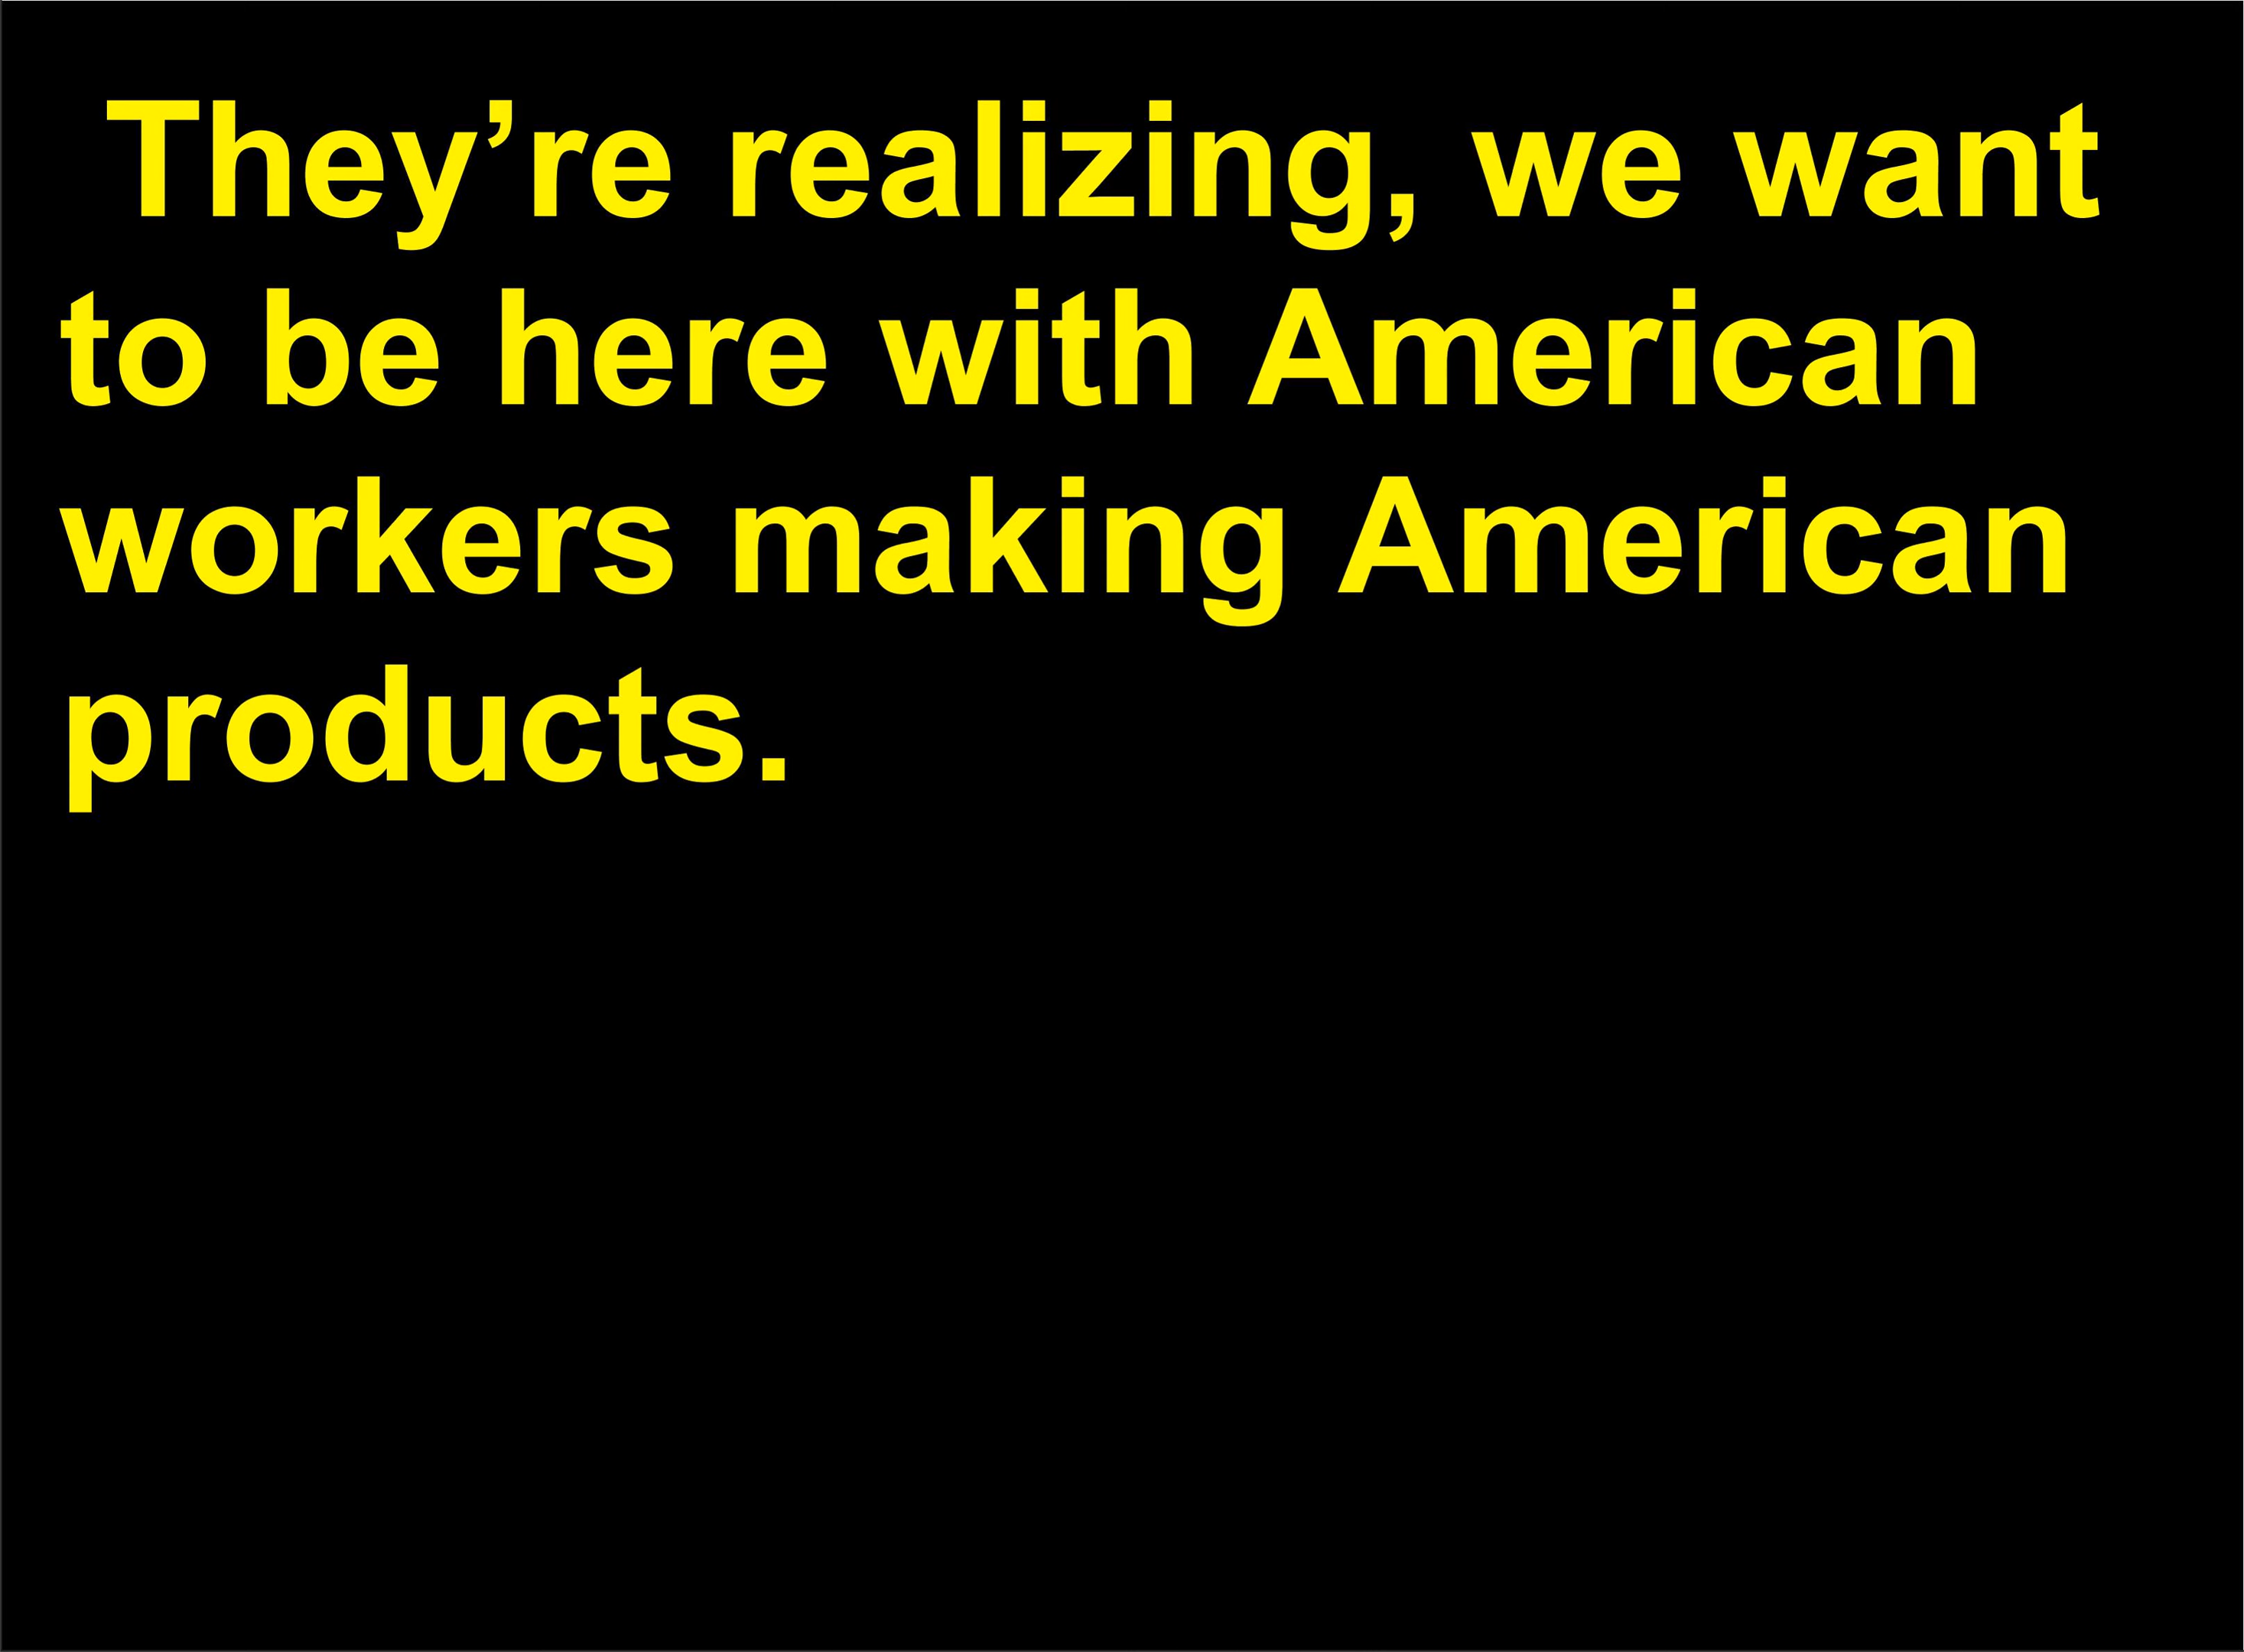 They’re realizing, we want
to be here with American
workers making American
products.